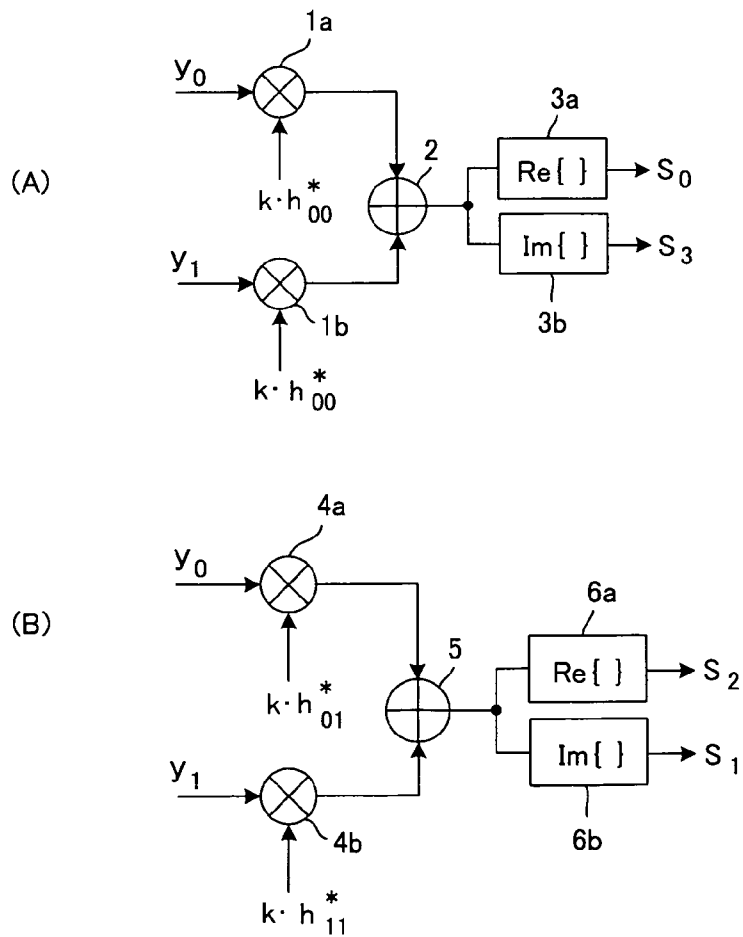 1a
y₀
3a
(A)
2
Re{ }
S₀
k·h*₀₀
Im{ }
S₃
y₁
1b
3b
k·h*₀₀
4a
y₀
6a
(B)
5
Re{ }
S₂
k·h*₀₁
y₁
Im{ }
S₁
4b
6b
k·h*₁₁